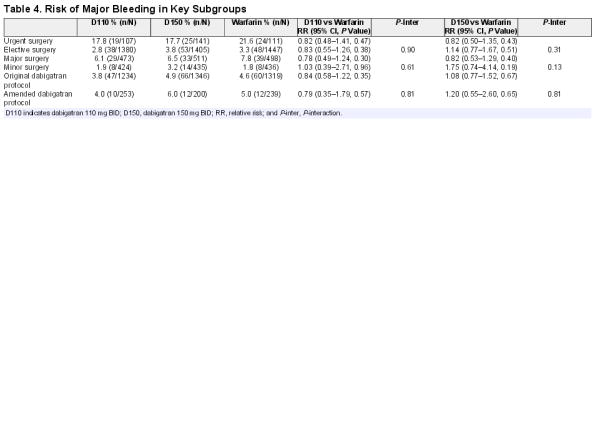 Table 4. Risk of Major Bleeding in Key Subgroups
D110 % (n/N) D150 % (n/N) Warfarin % (n/N) D110 vs Warfarin RR (95% CI, P Value) P-Inter D150 vs Warfarin RR (95% CI, P Value) P-Inter
Urgent surgery 17.8 (19/107) 17.7 (25/141) 21.6 (24/111) 0.82 (0.48–1.41, 0.47) 0.82 (0.50–1.35, 0.43)
Elective surgery 2.8 (38/1380) 3.8 (53/1405) 3.3 (48/1447) 0.83 (0.55–1.26, 0.38) 0.90 1.14 (0.77–1.67, 0.51) 0.31
Major surgery 6.1 (29/473) 6.5 (33/511) 7.8 (39/498) 0.78 (0.49–1.24, 0.30) 0.82 (0.53–1.29, 0.40)
Minor surgery 1.9 (8/424) 3.2 (14/435) 1.8 (8/436) 1.03 (0.39–2.71, 0.96) 0.61 1.75 (0.74–4.14, 0.19) 0.13
Original dabigatran protocol 3.8 (47/1234) 4.9 (66/1346) 4.6 (60/1319) 0.84 (0.58–1.22, 0.35) 1.08 (0.77–1.52, 0.67)
Amended dabigatran protocol 4.0 (10/253) 6.0 (12/200) 5.0 (12/239) 0.79 (0.35–1.79, 0.57) 0.81 1.20 (0.55–2.60, 0.65) 0.81
D110 indicates dabigatran 110 mg BID; D150, dabigatran 150 mg BID; RR, relative risk; and P-inter, P-interaction.